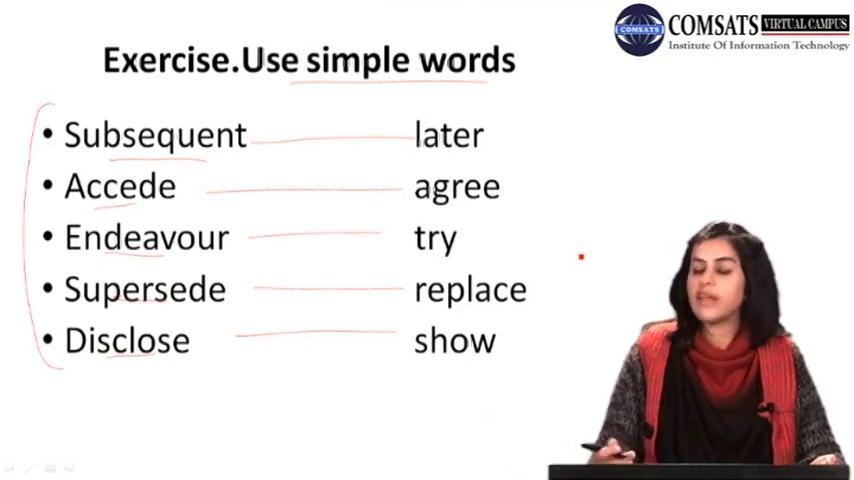 COMSATS VIRTUAL CAMPUS
Institute Of Information Technology
COMSATS
Exercise.Use simple words
• Subsequent later
• Accede agree
• Endeavour try
• Supersede replace
• Disclose show